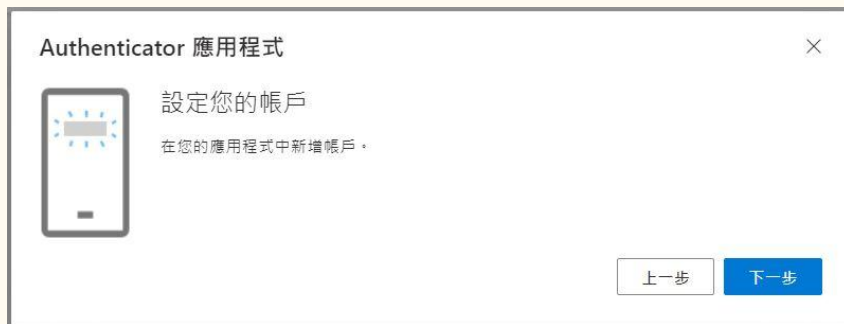 Authenticator 應用程式
設定您的帳戶
在您的應用程式中新增帳戶。
上一步
下一步